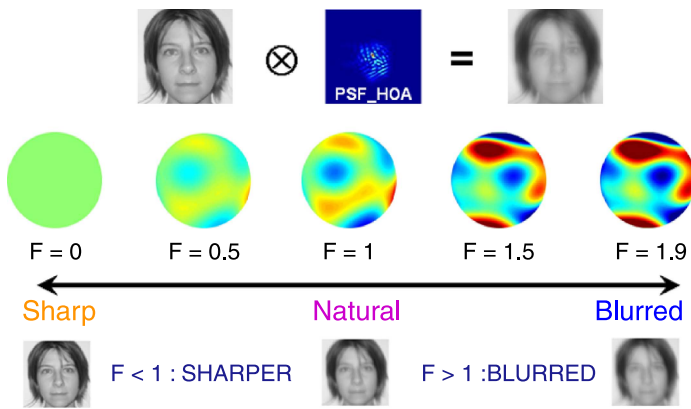 PSF_HOA
F = 0 F = 0.5 F = 1 F = 1.5 F = 1.9
Sharp Natural Blurred
F < 1 : SHARPER F > 1 :BLURRED